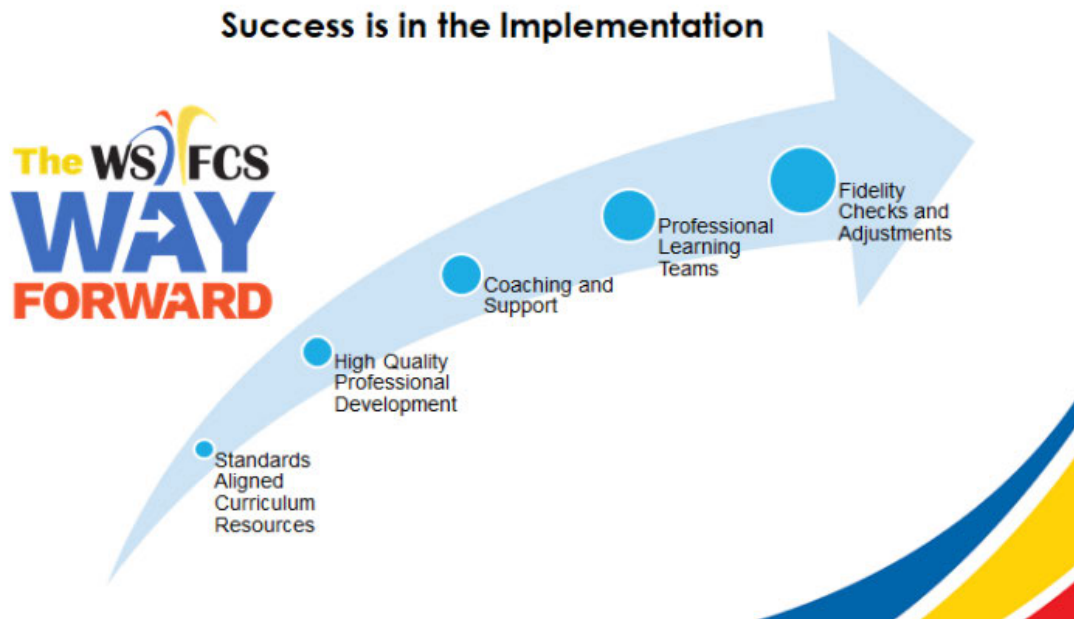 Success is in the Implementation
The WS/FCS
WAY
FORWARD
Standards
Aligned
Curriculum
Resources
High Quality
Professional
Development
Coaching and
Support
Professional
Learning
Teams
Fidelity
Checks and
Adjustments